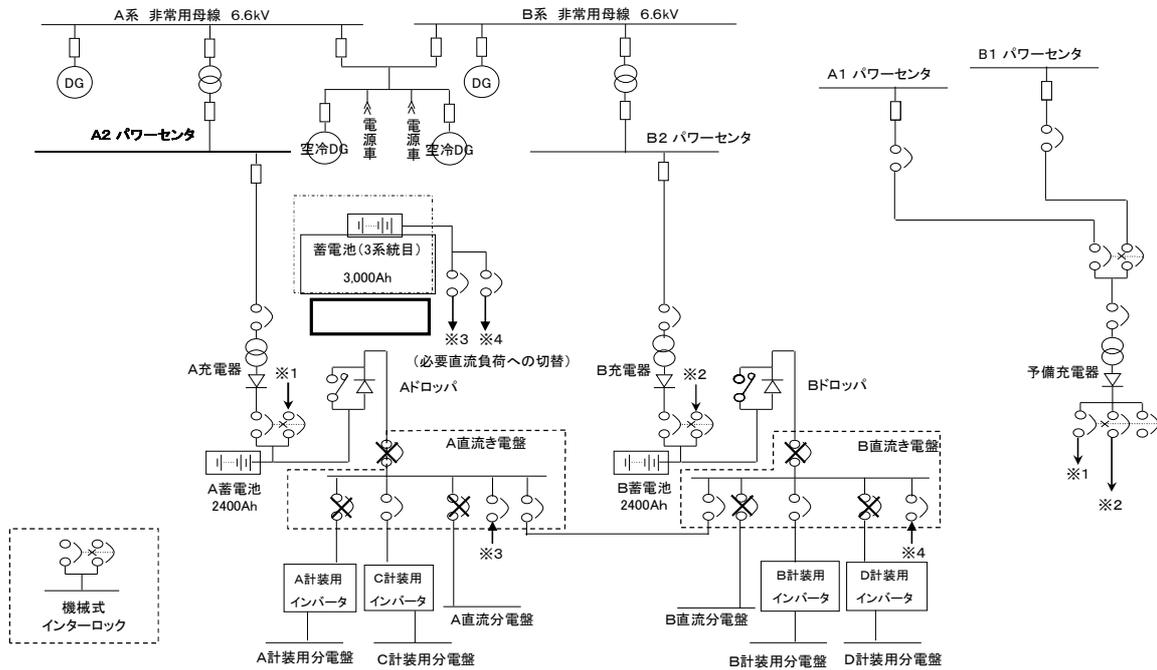 A系 非常用母線 6.6kV
B系 非常用母線 6.6kV
DG
DG
A1 パワーセンタ
B1 パワーセンタ
A2 パワーセンタ
空冷DG
電源車
電源車
空冷DG
B2 パワーセンタ
蓄電池(3系統目)
3,000Ah
※3
※4
(必要直流負荷への切替)
A充電器
※1
Aドロッパ
B充電器
※2
Bドロッパ
予備充電器
A直流き電盤
B直流き電盤
※1
※2
A蓄電池
2400Ah
B蓄電池
2400Ah
※3
※4
機械式
インターロック
A計装用
インバータ
C計装用
インバータ
A直流分電盤
B直流分電盤
B計装用
インバータ
D計装用
インバータ
A計装用分電盤
C計装用分電盤
B計装用分電盤
D計装用分電盤